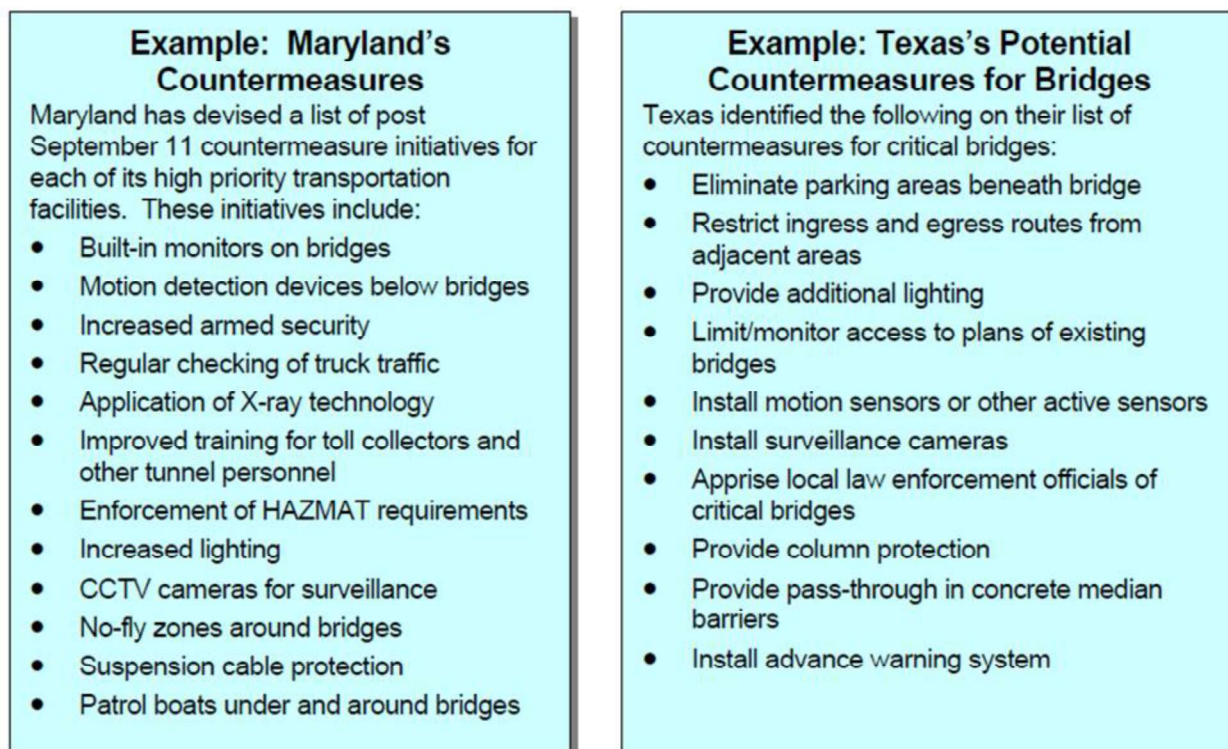 Example:  Maryland's
Countermeasures
Maryland has devised a list of post
September 11 countermeasure initiatives for
each of its high priority transportation
facilities.  These initiatives include:
• Built-in monitors on bridges
• Motion detection devices below bridges
• Increased armed security
• Regular checking of truck traffic
• Application of X-ray technology
• Improved training for toll collectors and
other tunnel personnel
• Enforcement of HAZMAT requirements
• Increased lighting
• CCTV cameras for surveillance
• No-fly zones around bridges
• Suspension cable protection
• Patrol boats under and around bridges
Example: Texas's Potential
Countermeasures for Bridges
Texas identified the following on their list of
countermeasures for critical bridges:
• Eliminate parking areas beneath bridge
• Restrict ingress and egress routes from
adjacent areas
• Provide additional lighting
• Limit/monitor access to plans of existing
bridges
• Install motion sensors or other active sensors
• Install surveillance cameras
• Apprise local law enforcement officials of
critical bridges
• Provide column protection
• Provide pass-through in concrete median
barriers
• Install advance warning system